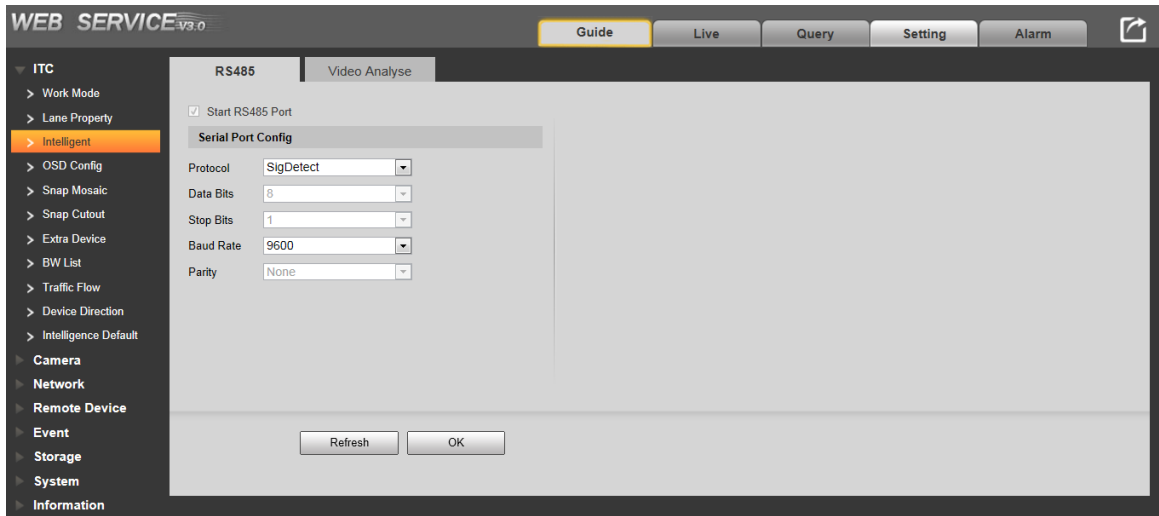 WEB SERVICE V3.0
Guide Live Query Setting Alarm
ITC
Work Mode
Lane Property
Intelligent
OSD Config
Snap Mosaic
Snap Cutout
Extra Device
BW List
Traffic Flow
Device Direction
Intelligence Default
Camera
Network
Remote Device
Event
Storage
System
Information
RS485 Video Analyse
Start RS485 Port
Serial Port Config
Protocol SigDetect
Data Bits 8
Stop Bits 1
Baud Rate 9600
Parity None
Refresh OK